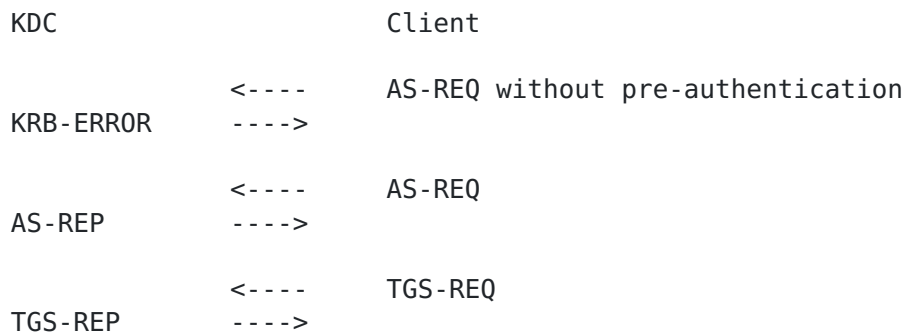 KDC Client
<---- AS-REQ without pre-authentication
KRB-ERROR ---->
<---- AS-REQ
AS-REP ---->
<---- TGS-REQ
TGS-REP ---->